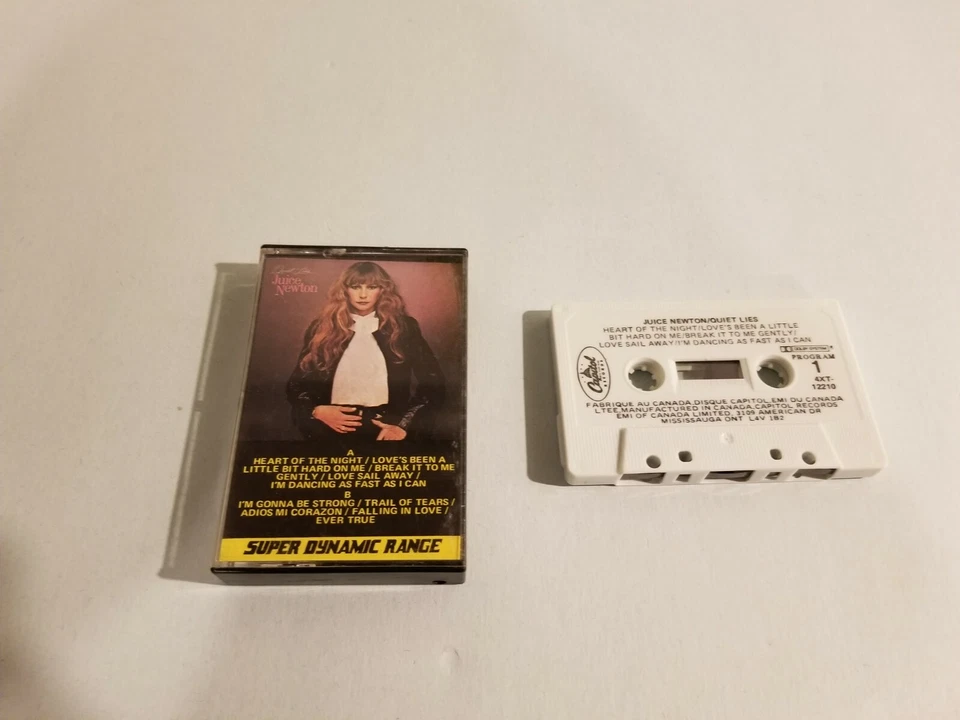 Quiet Lies
Juice
Newton
A
HEART OF THE NIGHT / LOVE'S BEEN A
LITTLE BIT HARD ON ME / BREAK IT TO ME
GENTLY / LOVE SAIL AWAY /
I'M DANCING AS FAST AS I CAN
B
I'M GONNA BE STRONG / TRAIL OF TEARS /
ADIOS MI CORAZON / FALLING IN LOVE /
EVER TRUE
SUPER DYNAMIC RANGE
JUICE NEWTON/QUIET LIES
HEART OF THE NIGHT/LOVE'S BEEN A LITTLE
BIT HARD ON ME/BREAK IT TO ME GENTLY/
LOVE SAIL AWAY/I'M DANCING AS FAST AS I CAN
DOLBY SYSTEM
Capitol
RECORDS
PROGRAM
1
4XT-
12210
FABRIQUE AU CANADA,DISQUE CAPITOL,EMI DU CANADA
LTEE,MANUFACTURED IN CANADA,CAPITOL RECORDS
EMI OF CANADA LIMITED, 3109 AMERICAN DR
MISSISSAUGA ONT L4V 1B2